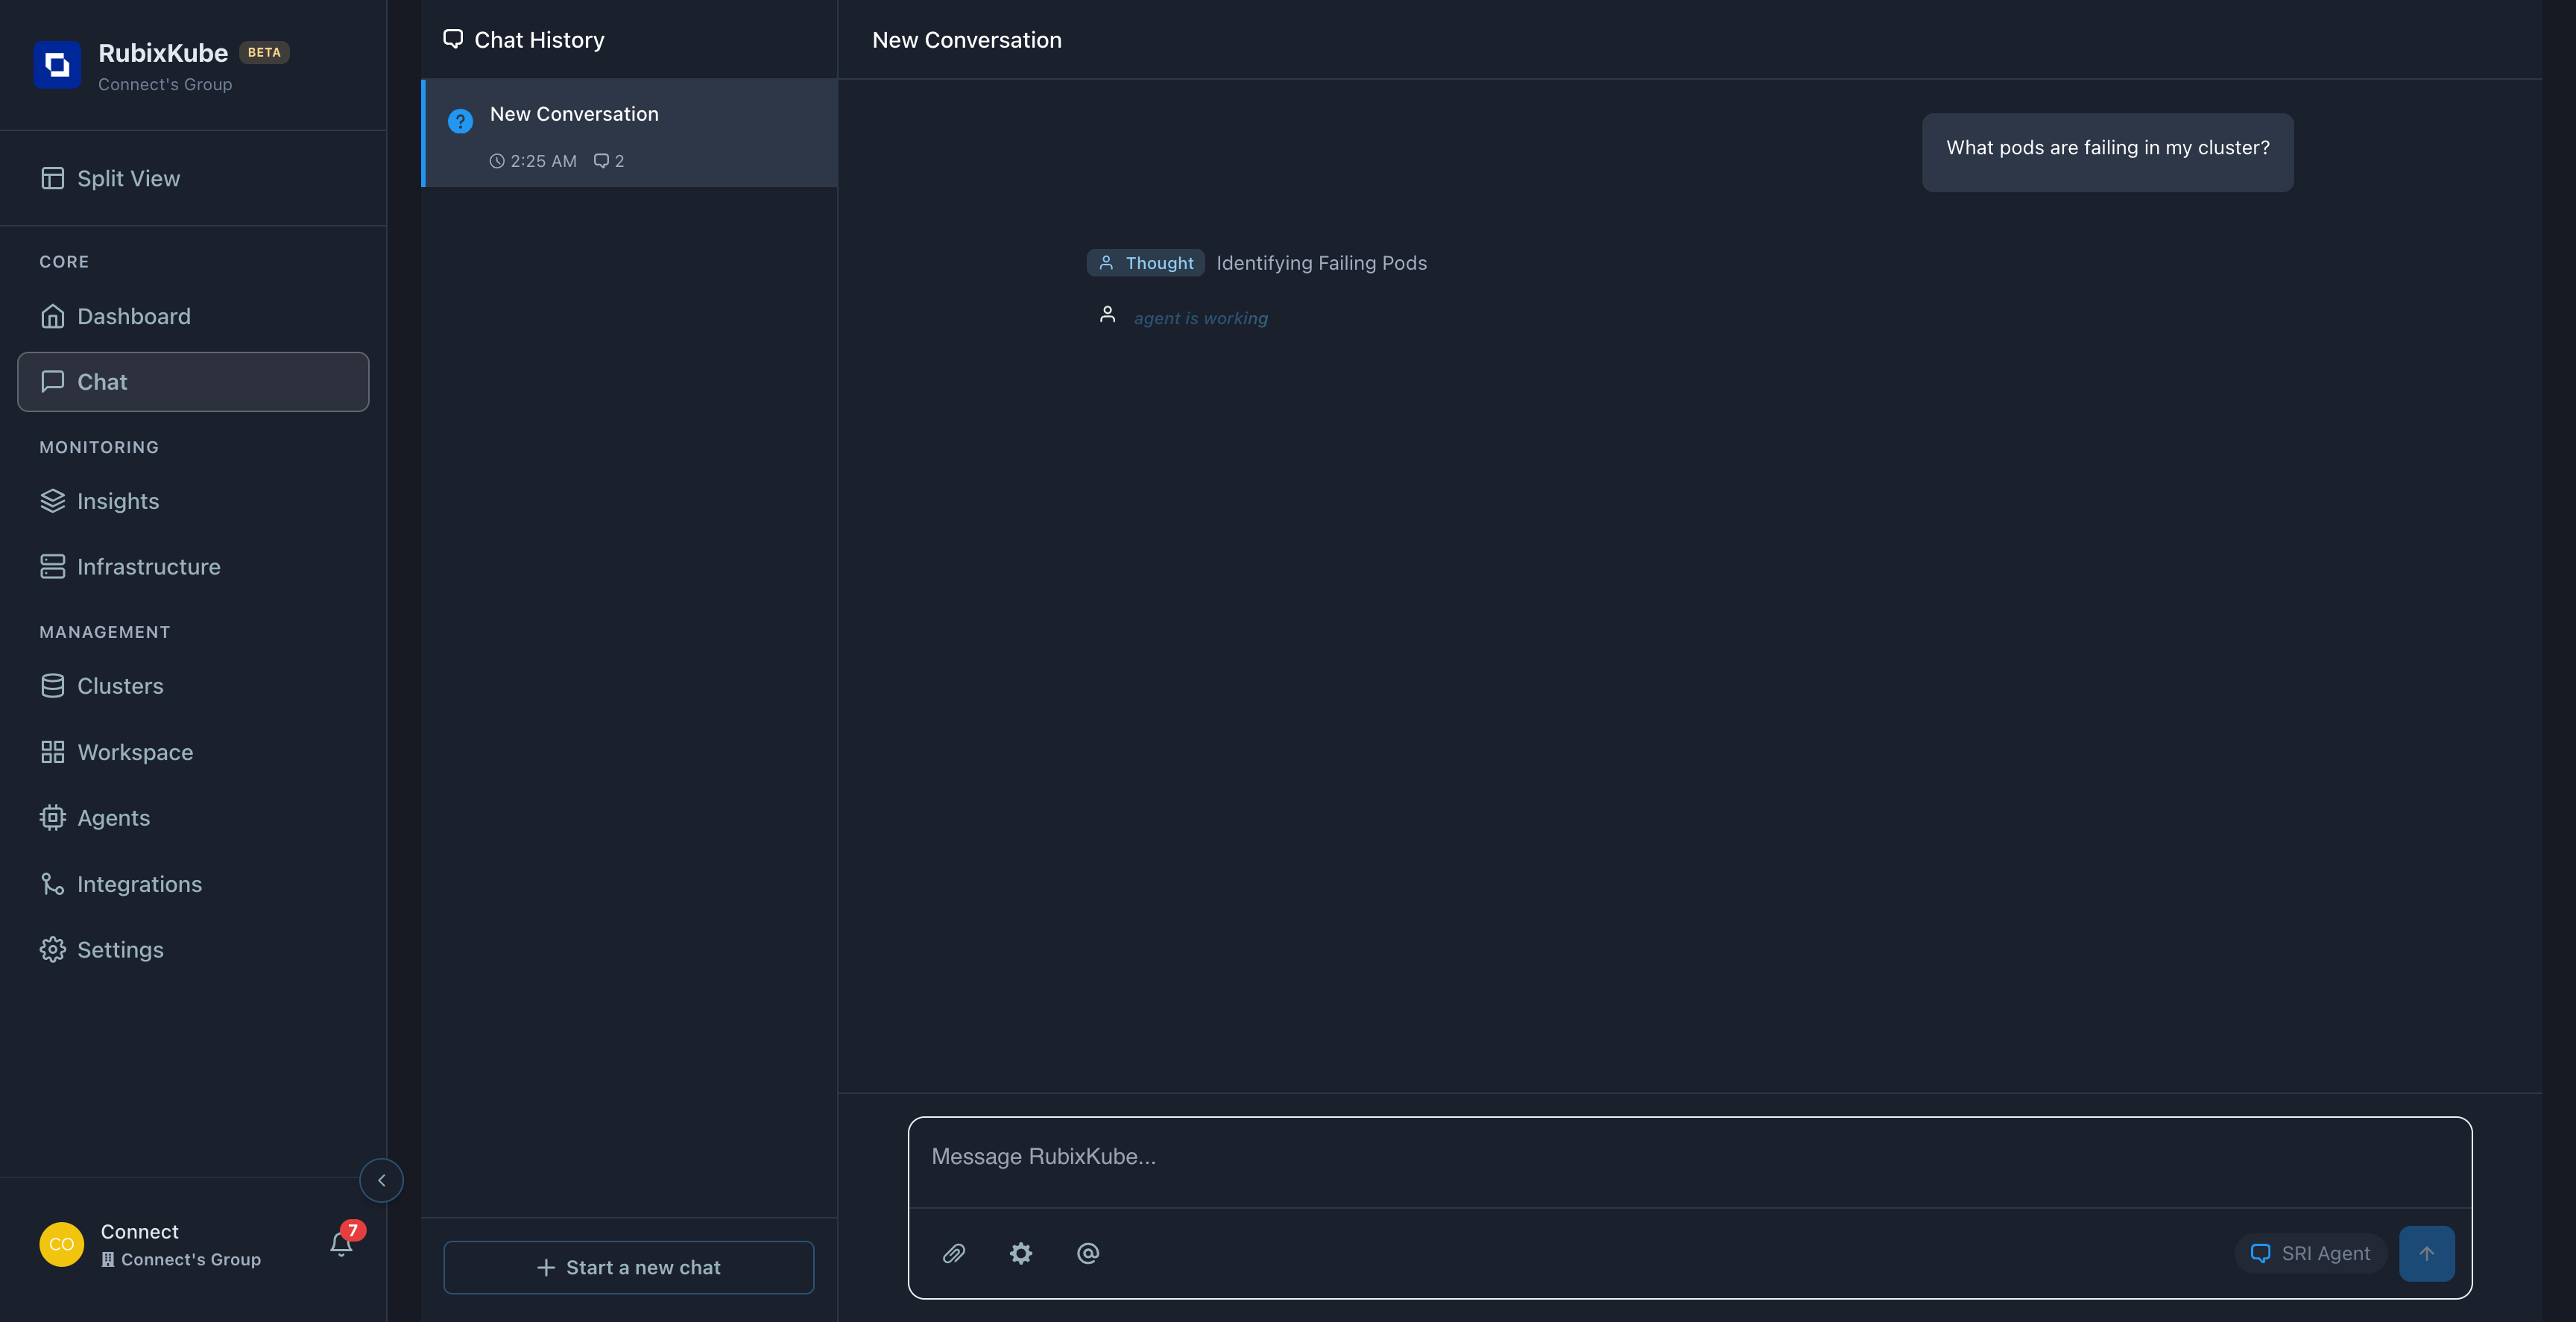 RubixKube BETA
Connect's Group
Split View
CORE
Dashboard
Chat
MONITORING
Insights
Infrastructure
MANAGEMENT
Clusters
Workspace
Agents
Integrations
Settings
CO
Connect
Connect's Group
7
Chat History
New Conversation
2:25 AM 2
Start a new chat
New Conversation
What pods are failing in my cluster?
Thought Identifying Failing Pods
agent is working
Message RubixKube...
SRI Agent